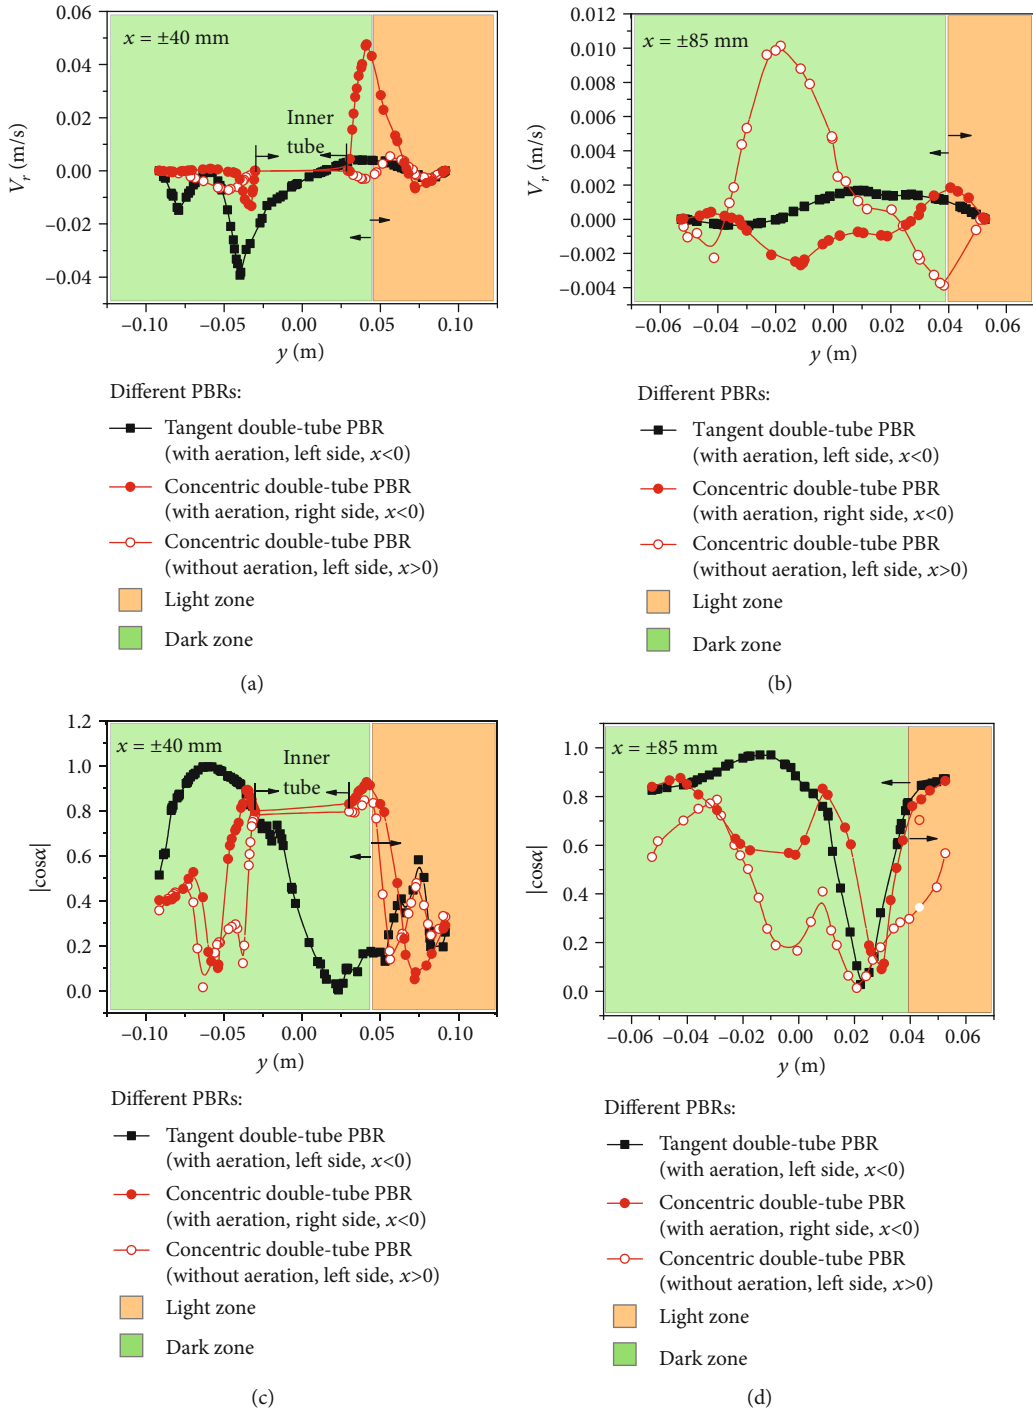 0.06
0.04
0.02
0.00
−0.02
−0.04
Vr (m/s)
x = ±40 mm
Inner
tube
−0.10
−0.05
0.00
0.05
0.10
y (m)
Different PBRs:
Tangent double-tube PBR
(with aeration, left side, x<0)
Concentric double-tube PBR
(with aeration, right side, x<0)
Concentric double-tube PBR
(without aeration, left side, x>0)
Light zone
Dark zone
(a)
0.012
0.010
0.008
0.006
0.004
0.002
0.000
−0.002
−0.004
Vr (m/s)
x = ±85 mm
−0.06
−0.04
−0.02
0.00
0.02
0.04
0.06
y (m)
Different PBRs:
Tangent double-tube PBR
(with aeration, left side, x<0)
Concentric double-tube PBR
(with aeration, right side, x<0)
Concentric double-tube PBR
(without aeration, left side, x>0)
Light zone
Dark zone
(b)
1.2
1.0
0.8
0.6
0.4
0.2
0.0
|cosα|
x = ±40 mm
Inner
tube
−0.10
−0.05
0.00
0.05
0.10
y (m)
Different PBRs:
Tangent double-tube PBR
(with aeration, left side, x<0)
Concentric double-tube PBR
(with aeration, right side, x<0)
Concentric double-tube PBR
(without aeration, left side, x>0)
Light zone
Dark zone
(c)
1.0
0.8
0.6
0.4
0.2
0.0
|cosα|
x = ±85 mm
−0.06
−0.04
−0.02
0.00
0.02
0.04
0.06
y (m)
Different PBRs:
Tangent double-tube PBR
(with aeration, left side, x<0)
Concentric double-tube PBR
(with aeration, right side, x<0)
Concentric double-tube PBR
(without aeration, left side, x>0)
Light zone
Dark zone
(d)